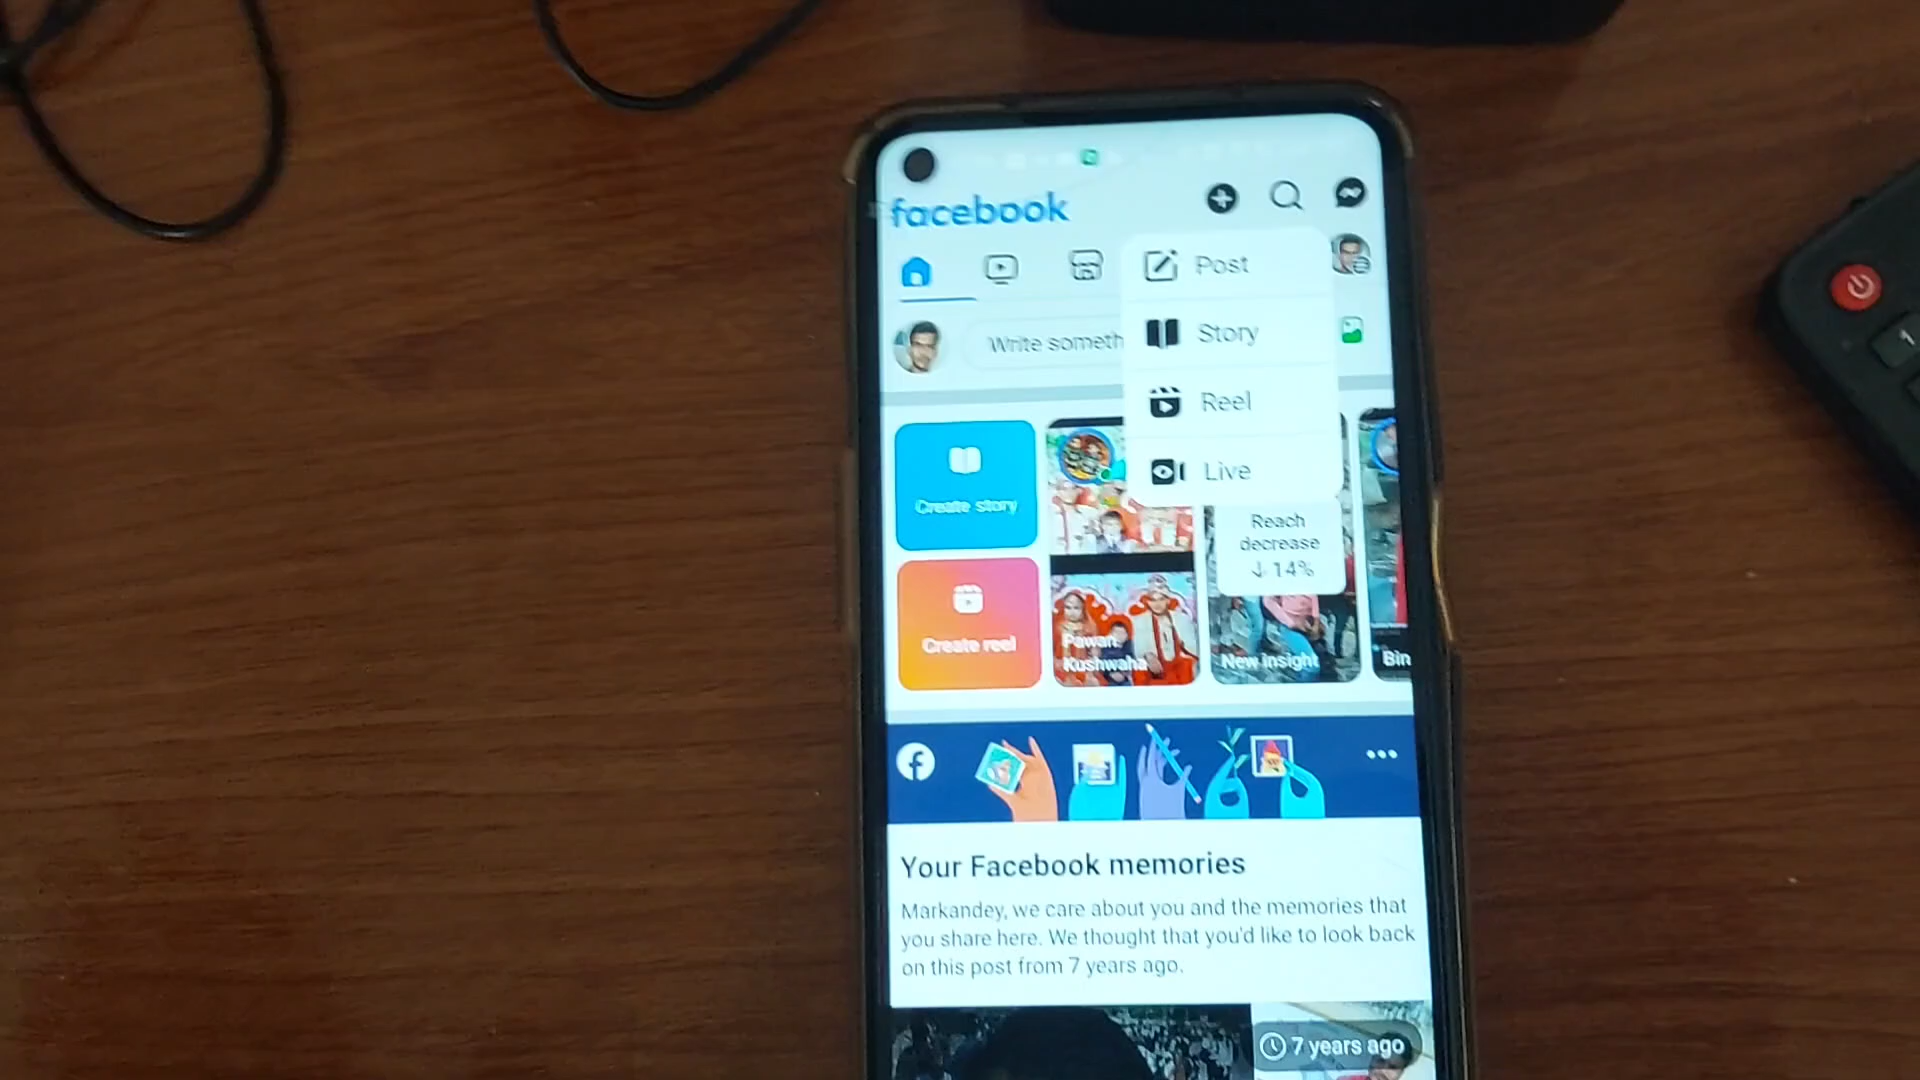 facebook
Post
Write someth
Story
Reel
Live
Create story
Reach
decrease
↓ 14%
Create reel
Pawan
Kushwaha
New insight
Bin
Your Facebook memories
Markandey, we care about you and the memories that
you share here. We thought that you'd like to look back
on this post from 7 years ago.
7 years ago
1